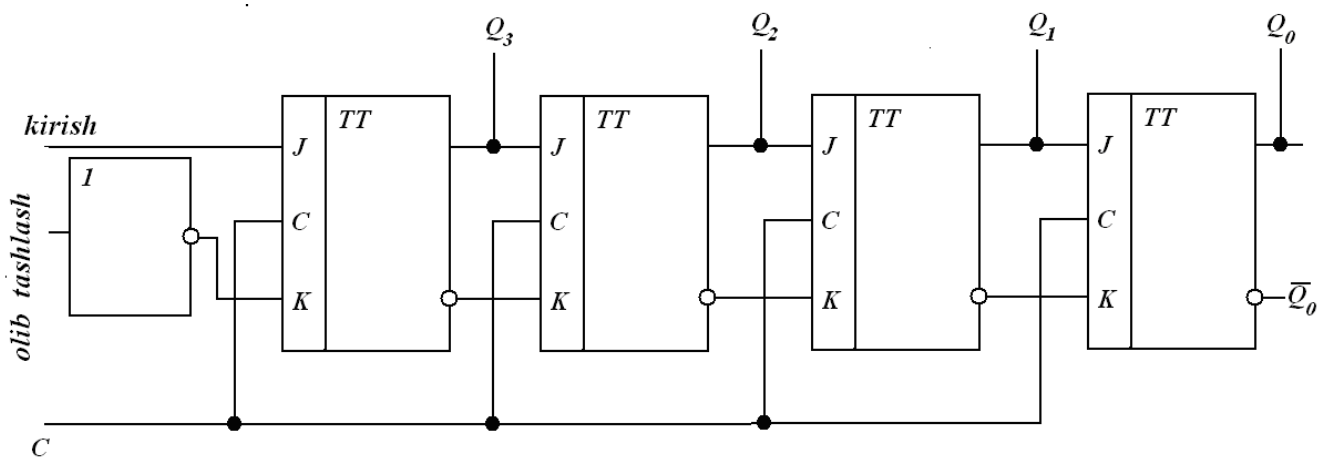 Q₃ Q₂ Q₁ Q₀
kirish
TT TT TT TT
J J J J
1
C C C C
olib tashlash
K K K K
Q̅₀
C